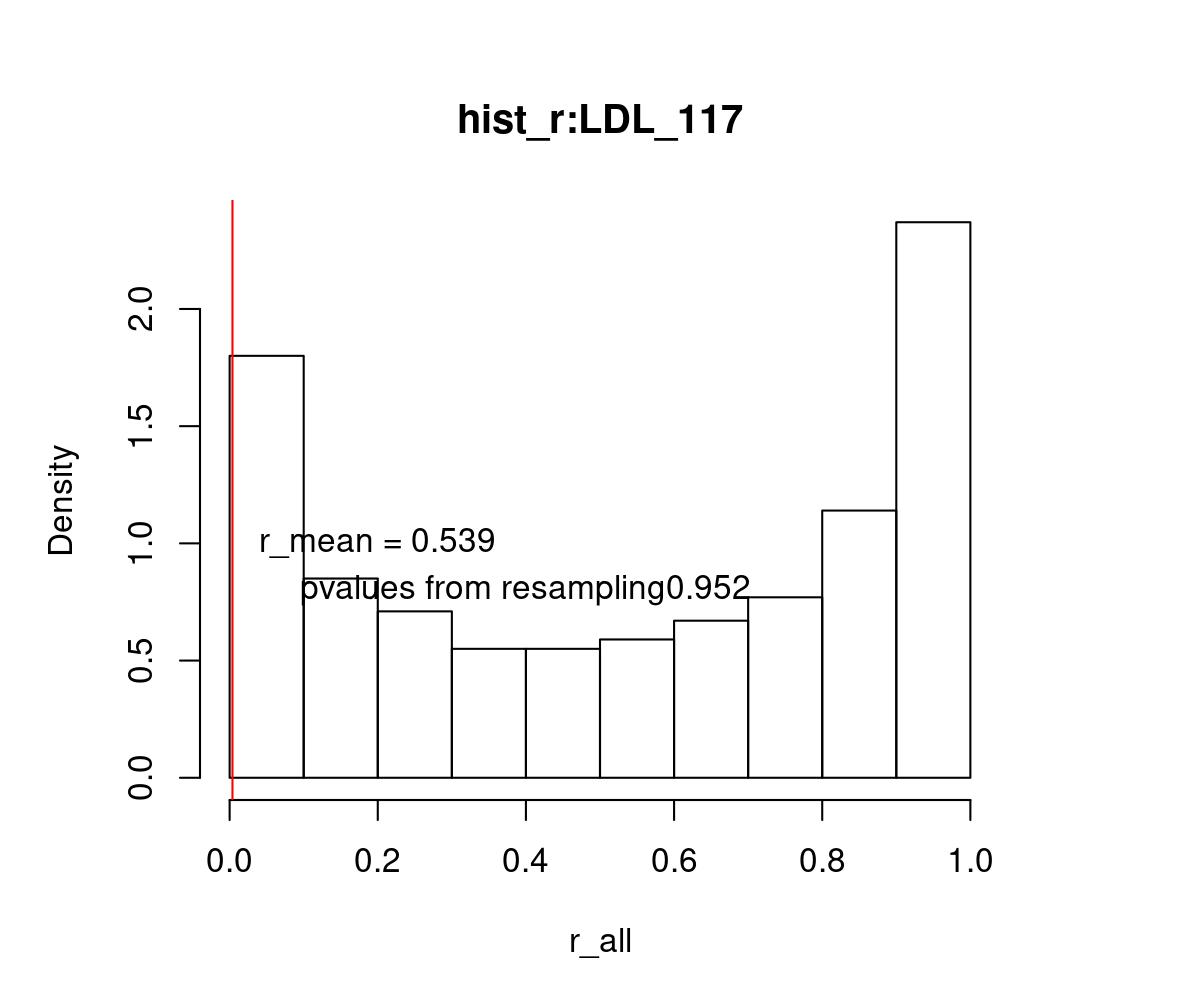 hist_r:LDL_117
2.0
1.5
1.0
0.5
0.0
Density
r_mean = 0.539
pvalues from resampling0.952
0.0 0.2 0.4 0.6 0.8 1.0
r_all